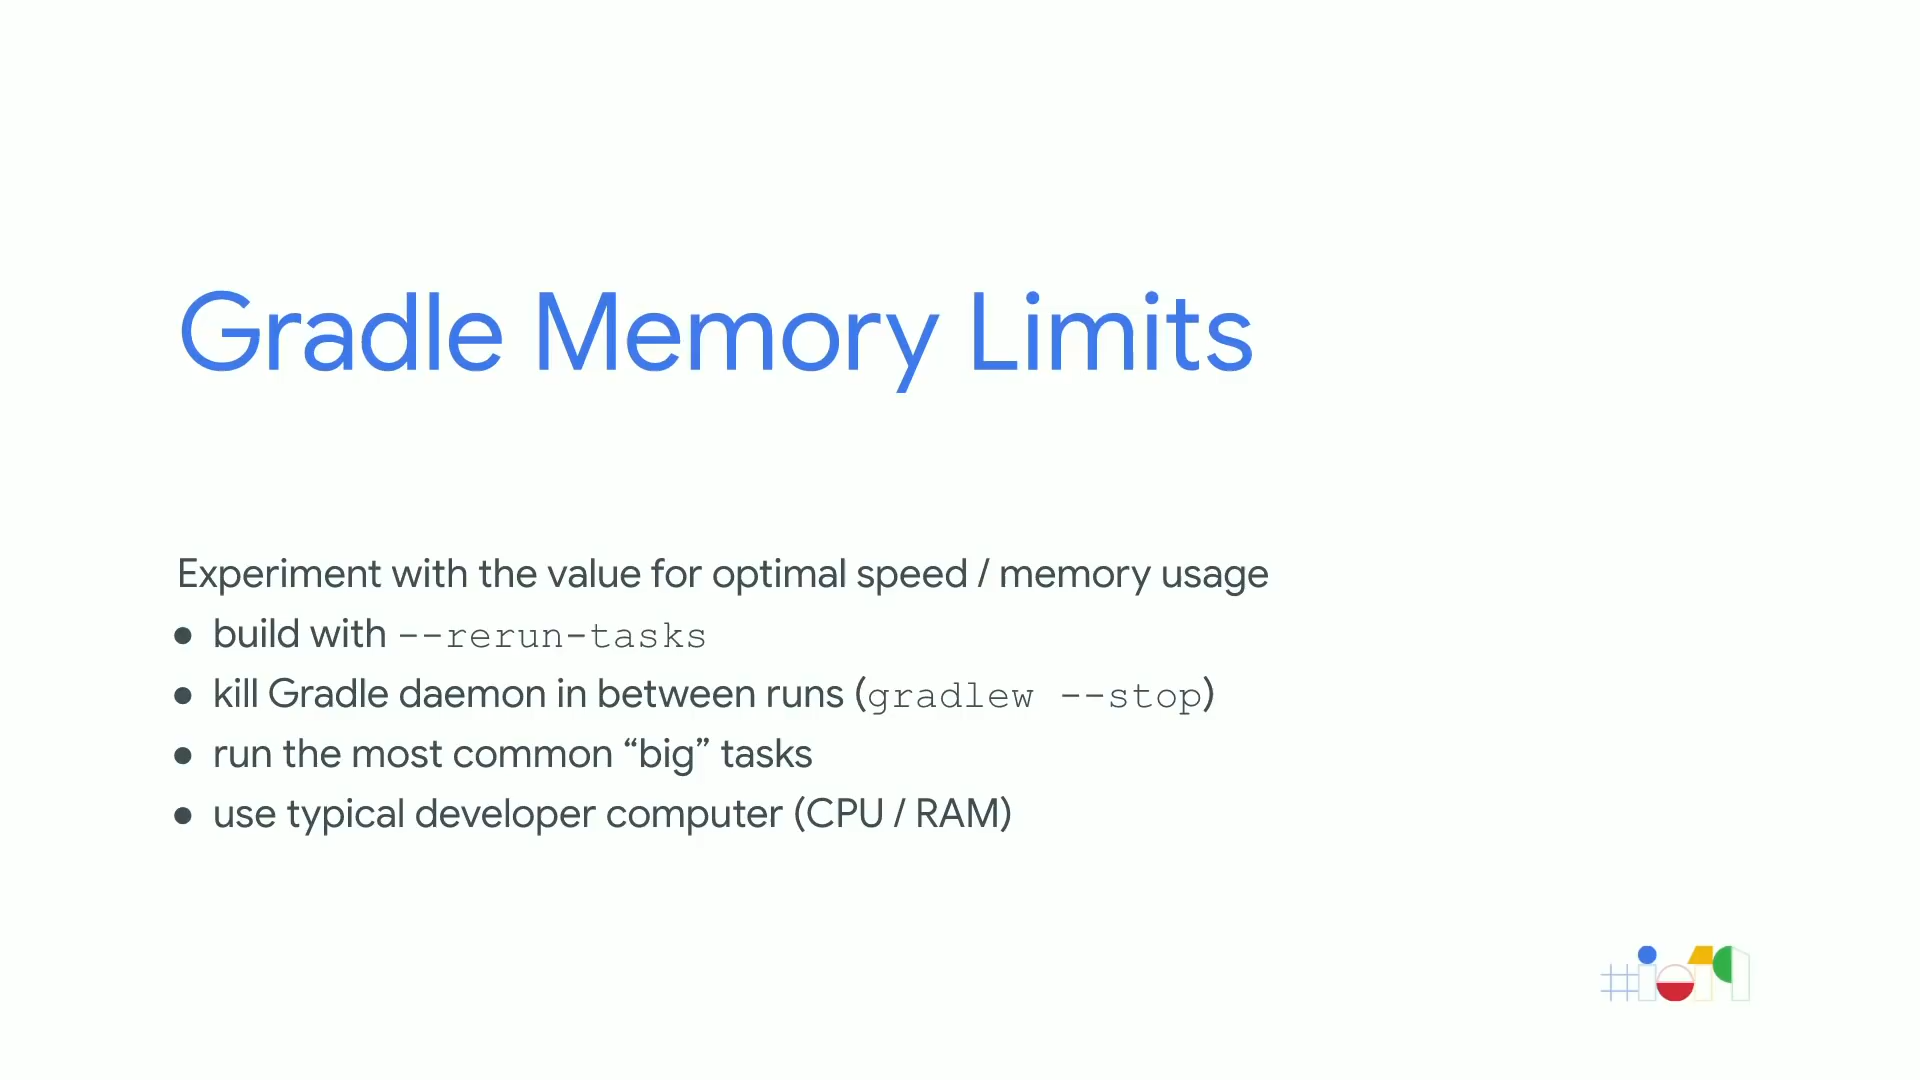 Gradle Memory Limits
Experiment with the value for optimal speed / memory usage
● build with --rerun-tasks
● kill Gradle daemon in between runs (gradlew --stop)
● run the most common “big” tasks
● use typical developer computer (CPU / RAM)
#io19